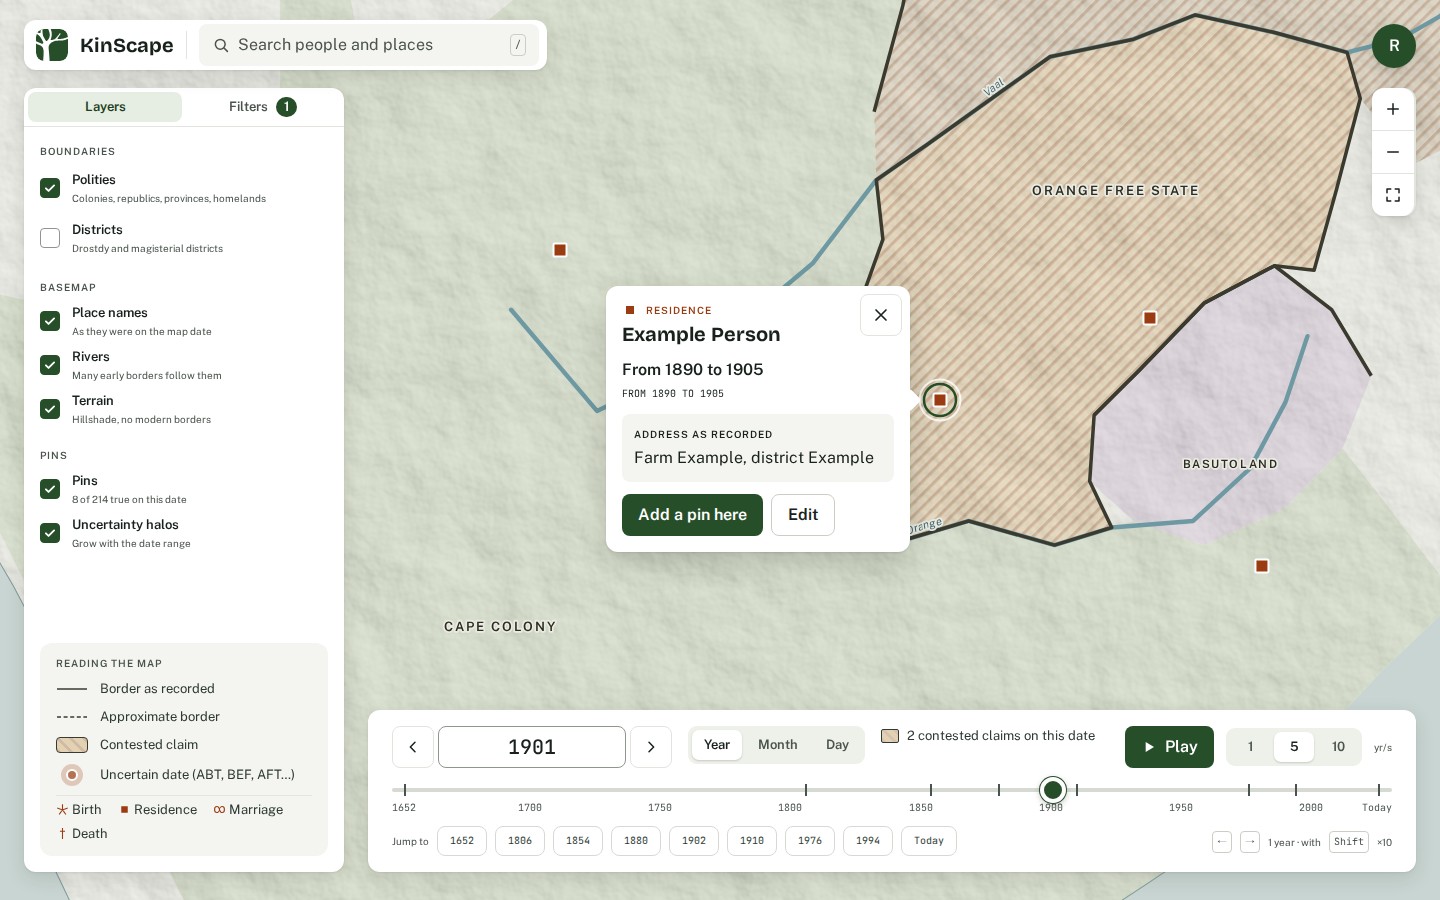 KinScape
Search people and places
/
R
Layers
Filters 1
BOUNDARIES
Polities
Colonies, republics, provinces, homelands
Districts
Drostdy and magisterial districts
BASEMAP
Place names
As they were on the map date
Rivers
Many early borders follow them
Terrain
Hillshade, no modern borders
PINS
Pins
8 of 214 true on this date
Uncertainty halos
Grow with the date range
READING THE MAP
Border as recorded
Approximate border
Contested claim
Uncertain date (ABT, BEF, AFT…)
Birth
Residence
Marriage
Death
Vaal
ORANGE FREE STATE
BASUTOLAND
Orange
CAPE COLONY
RESIDENCE
Example Person
From 1890 to 1905
FROM 1890 TO 1905
ADDRESS AS RECORDED
Farm Example, district Example
Add a pin here
Edit
1901
Year
Month
Day
2 contested claims on this date
Play
1
5
10
yr/s
1652
1700
1750
1800
1850
1900
1950
2000
Today
Jump to
1652
1806
1854
1880
1902
1910
1976
1994
Today
← → 1 year · with Shift ×10